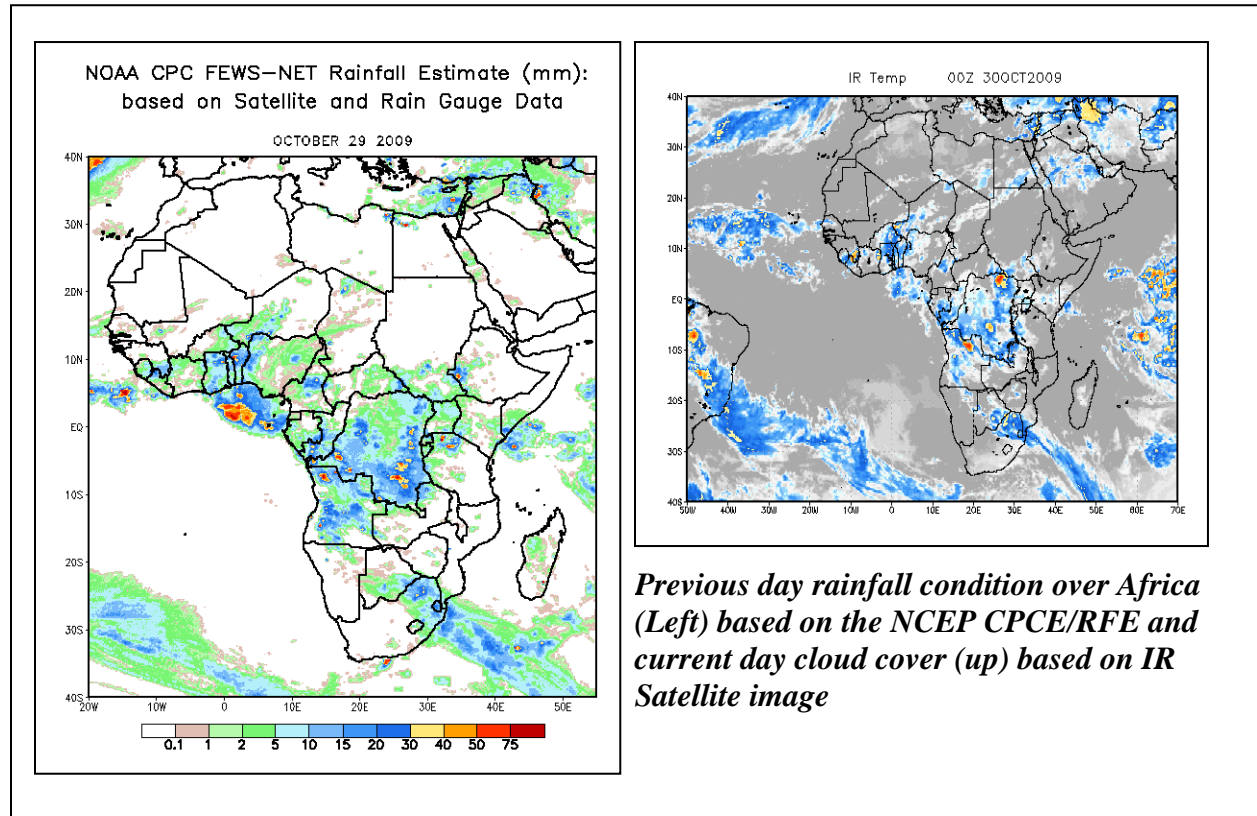 NOAA CPC FEWS-NET Rainfall Estimate (mm):
based on Satellite and Rain Gauge Data
OCTOBER 29 2009
40N
30N
20N
10N
EQ
10S
20S
30S
40S
20W 10W 0 10E 20E 30E 40E 50E
0.1 1 2 5 10 15 20 30 40 50 75
IR Temp 00Z 30OCT2009
40N
30N
20N
10N
EQ
10S
20S
30S
40S
50W 40W 30W 20W 10W 0 10E 20E 30E 40E 50E 60E 70E
Previous day rainfall condition over Africa
(Left) based on the NCEP CPCE/RFE and
current day cloud cover (up) based on IR
Satellite image